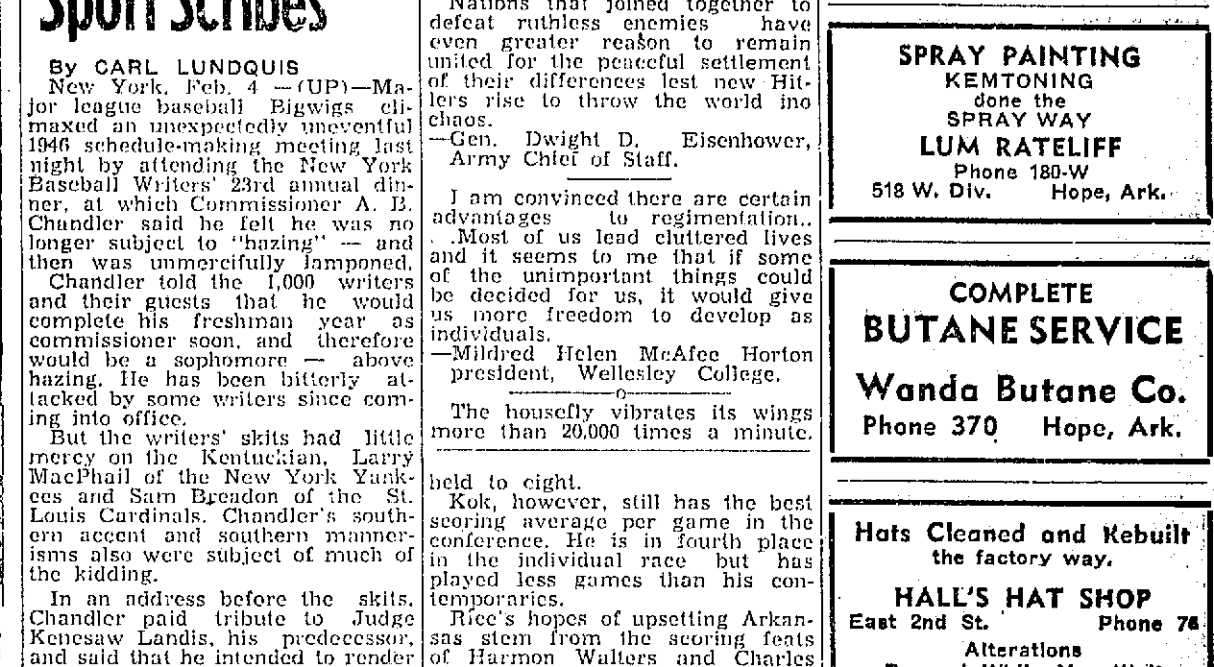 Sport Scribes
By CARL LUNDQUIS
New York, Feb. 4 —(UP)—Ma-
jor league baseball Bigwigs cli-
maxed an unexpectedly uneventful
1946 schedule-making meeting last
night by attending the New York
Baseball Writers' 23rd annual din-
ner, at which Commissioner A. B.
Chandler said he felt he was no
longer subject to "hazing" — and
then was unmercifully lamponed.
Chandler told the 1,000 writers
and their guests that he would
complete his freshman year as
commissioner soon, and therefore
would be a sophomore — above
hazing. He has been bitterly at-
tacked by some writers since com-
ing into office.
But the writers' skits had little
mercy on the Kentuckian, Larry
MacPhail of the New York Yank-
ees and Sam Breadon of the St.
Louis Cardinals. Chandler's south-
ern accent and southern manner-
isms also were subject of much of
the kidding.
In an address before the skits,
Chandler paid tribute to Judge
Kenesaw Landis, his predecessor,
and said that he intended to render
Nations that joined together to
defeat ruthless enemies have
even greater reason to remain
united for the peaceful settlement
of their differences lest new Hit-
lers rise to throw the world ino
chaos.
—Gen. Dwight D. Eisenhower,
Army Chief of Staff.
I am convinced there are certain
advantages to regimentation..
. .Most of us lead cluttered lives
and it seems to me that if some
of the unimportant things could
be decided for us, it would give
us more freedom to develop as
individuals.
—Mildred Helen McAfee Horton
president, Wellesley College.
The housefly vibrates its wings
more than 20,000 times a minute.
held to eight.
Kok, however, still has the best
scoring average per game in the
conference. He is in fourth place
in the individual race but has
played less games than his con-
temporaries.
Rice's hopes of upsetting Arkan-
sas stem from the scoring feats
of Harmon Walters and Charles
SPRAY PAINTING
KEMTONING
done the
SPRAY WAY
LUM RATELIFF
Phone 180-W
518 W. Div. Hope, Ark.
COMPLETE
BUTANE SERVICE
Wanda Butane Co.
Phone 370 Hope, Ark.
Hats Cleaned and Rebuilt
the factory way.
HALL'S HAT SHOP
East 2nd St. Phone 76
Alterations